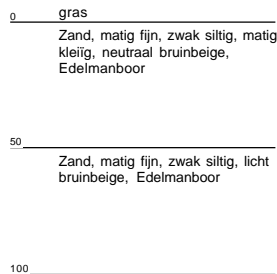 0 gras
Zand, matig fijn, zwak siltig, matig
kleiïg, neutraal bruinbeige,
Edelmanboor
50
Zand, matig fijn, zwak siltig, licht
bruinbeige, Edelmanboor
100